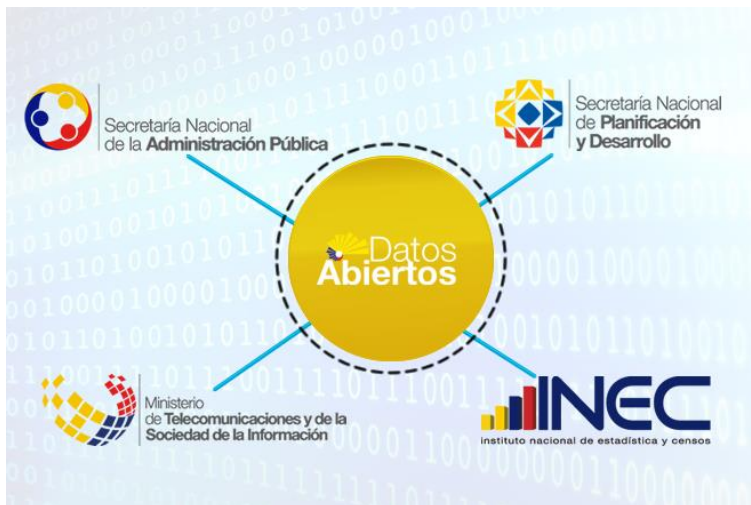 Secretaría Nacional
de la Administración Pública
Secretaría Nacional
de Planificación
y Desarrollo
Datos
Abiertos
Ministerio
de Telecomunicaciones y de la
Sociedad de la Información
INEC
instituto nacional de estadística y censos